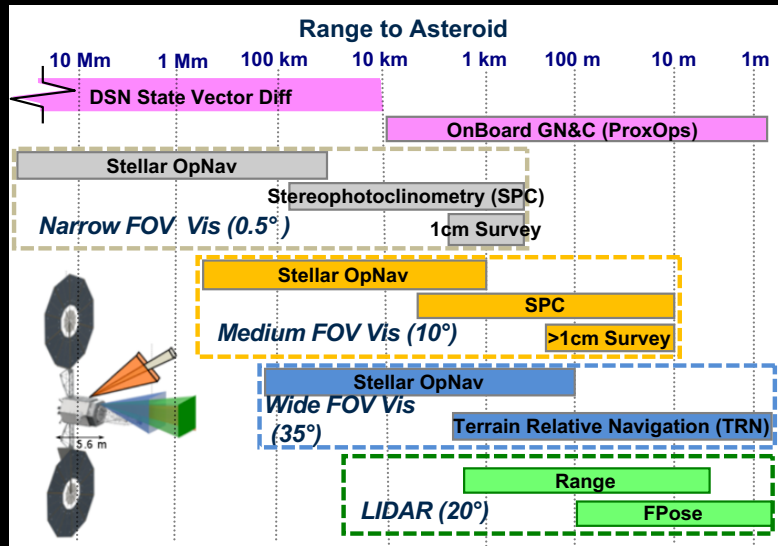 Range to Asteroid
10 Mm 1 Mm 100 km 10 km 1 km 100 m 10 m 1m
DSN State Vector Diff
OnBoard GN&C (ProxOps)
Stellar OpNav
Stereophotoclinometry (SPC)
Narrow FOV Vis (0.5° )
1cm Survey
Stellar OpNav
SPC
Medium FOV Vis (10°)
>1cm Survey
Stellar OpNav
Wide FOV Vis
(35°)
Terrain Relative Navigation (TRN)
5.6 m
Range
LIDAR (20°)
FPose